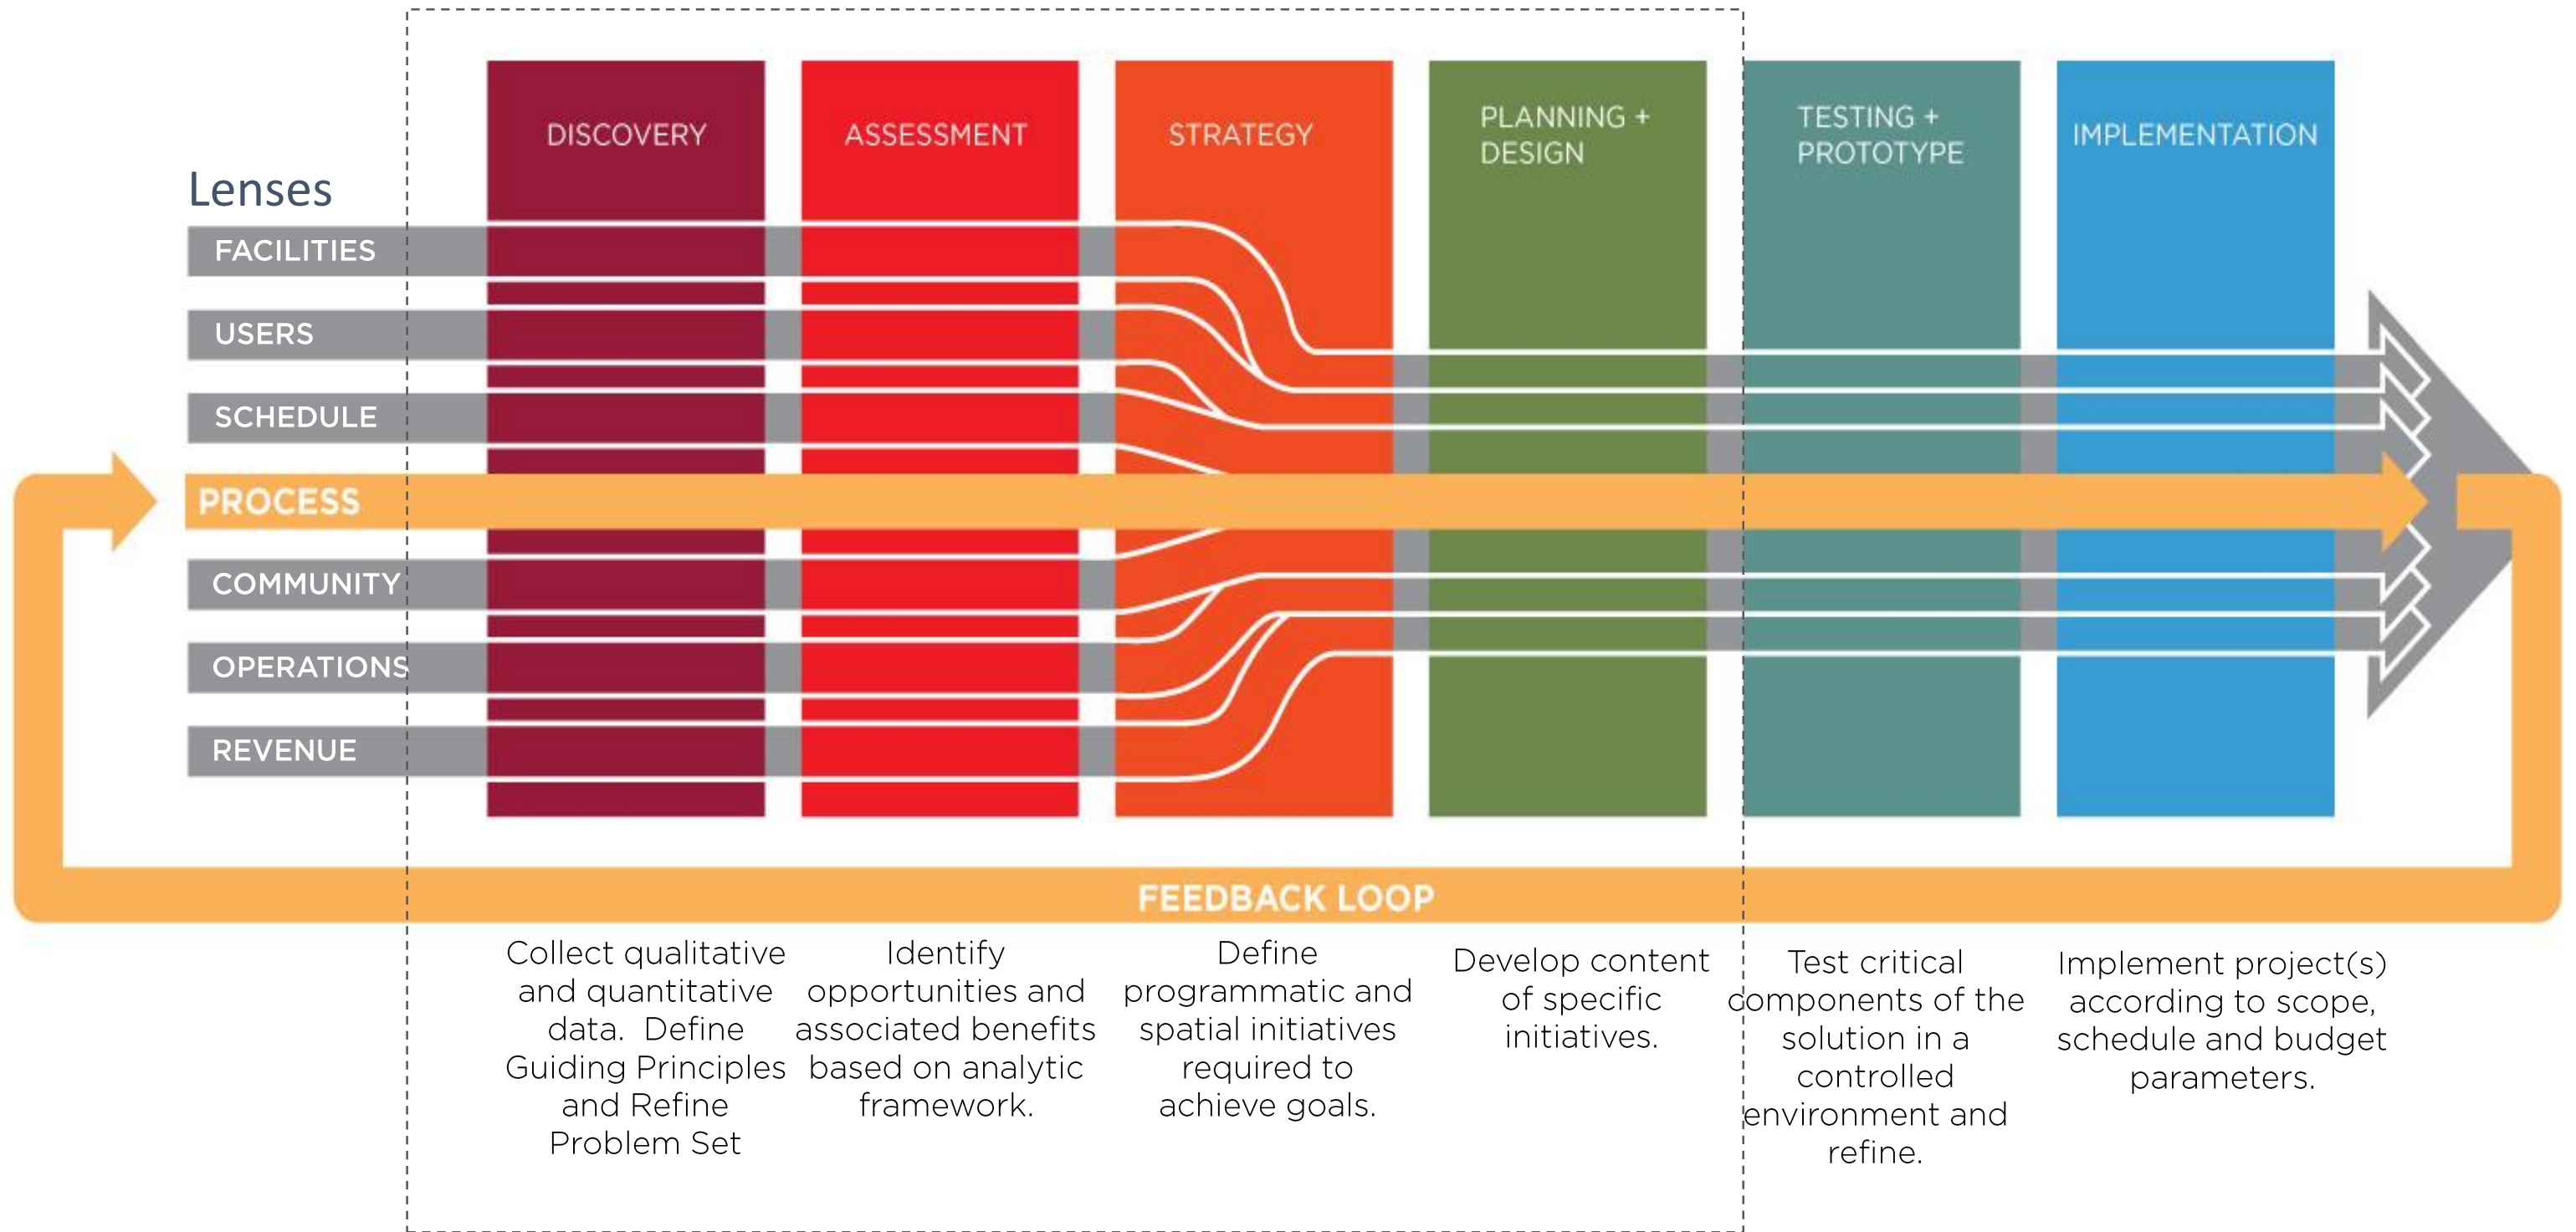 DISCOVERY
ASSESSMENT
STRATEGY
PLANNING +
DESIGN
TESTING +
PROTOTYPE
IMPLEMENTATION
Lenses
FACILITIES
USERS
SCHEDULE
PROCESS
COMMUNITY
OPERATIONS
REVENUE
FEEDBACK LOOP
Collect qualitative
and quantitative
data.  Define
Guiding Principles
and Refine
Problem Set
Identify
opportunities and
associated benefits
based on analytic
framework.
Define
programmatic and
spatial initiatives
required to
achieve goals.
Develop content
of specific
initiatives.
Test critical
components of the
solution in a
controlled
environment and
refine.
Implement project(s)
according to scope,
schedule and budget
parameters.